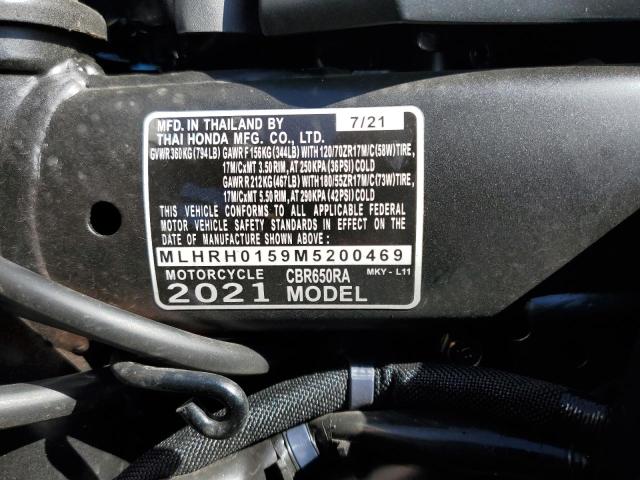 MFD. IN THAILAND BY 7/21
THAI HONDA MFG. CO., LTD.
GVWR 360KG (794LB) GAWR F 156KG (344LB) WITH 120/70ZR17M/C(58W) TIRE,
17M/CxMT 3.50 RIM, AT 250KPA (36PSI) COLD
GAWR R 212KG (467LB) WITH 180/55ZR17M/C(73W) TIRE,
17M/CxMT 5.50 RIM, AT 290KPA (42PSI) COLD
THIS VEHICLE CONFORMS TO ALL APPLICABLE FEDERAL
MOTOR VEHICLE SAFETY STANDARDS IN EFFECT ON THE
DATE OF MANUFACTURE SHOWN ABOVE.
MLHRH0159M5200469
MOTORCYCLE CBR650RA MKY - L11
2021 MODEL